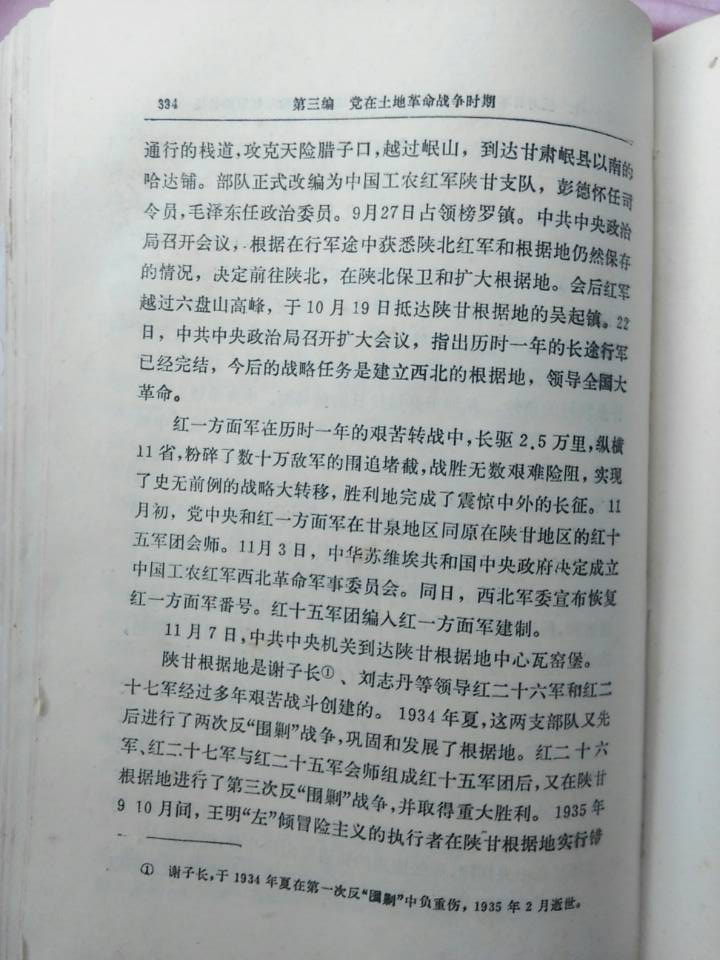 334 第三编 党在土地革命战争时期
通行的栈道，攻克天险腊子口，越过岷山，到达甘肃岷县以南的
哈达铺。部队正式改编为中国工农红军陕甘支队，彭德怀任司
令员，毛泽东任政治委员。9月27日占领榜罗镇。中共中央政治
局召开会议，根据在行军途中获悉陕北红军和根据地仍然保存
的情况，决定前往陕北，在陕北保卫和扩大根据地。会后红军
越过六盘山高峰，于10月19日抵达陕甘根据地的吴起镇。22
日，中共中央政治局召开扩大会议，指出历时一年的长途行军
已经完结，今后的战略任务是建立西北的根据地，领导全国大
革命。
红一方面军在历时一年的艰苦转战中，长驱2.5万里，纵横
11省，粉碎了数十万敌军的围追堵截，战胜无数艰难险阻，实现
了史无前例的战略大转移，胜利地完成了震惊中外的长征。11
月初，党中央和红一方面军在甘泉地区同原在陕甘地区的红十
五军团会师。11月3日，中华苏维埃共和国中央政府决定成立
中国工农红军西北革命军事委员会。同日，西北军委宣布恢复
红一方面军番号。红十五军团编入红一方面军建制。
11月7日，中共中央机关到达陕甘根据地中心瓦窑堡。
陕甘根据地是谢子长①、刘志丹等领导红二十六军和红二
十七军经过多年艰苦战斗创建的。1934年夏，这两支部队又先
后进行了两次反“围剿”战争，巩固和发展了根据地。红二十六
军、红二十七军与红二十五军会师组成红十五军团后，又在陕甘
根据地进行了第三次反“围剿”战争，并取得重大胜利。1935年
9 10月间，王明“左”倾冒险主义的执行者在陕甘根据地实行错
① 谢子长，于1934年夏在第一次反“围剿”中负重伤，1935年2月逝世。